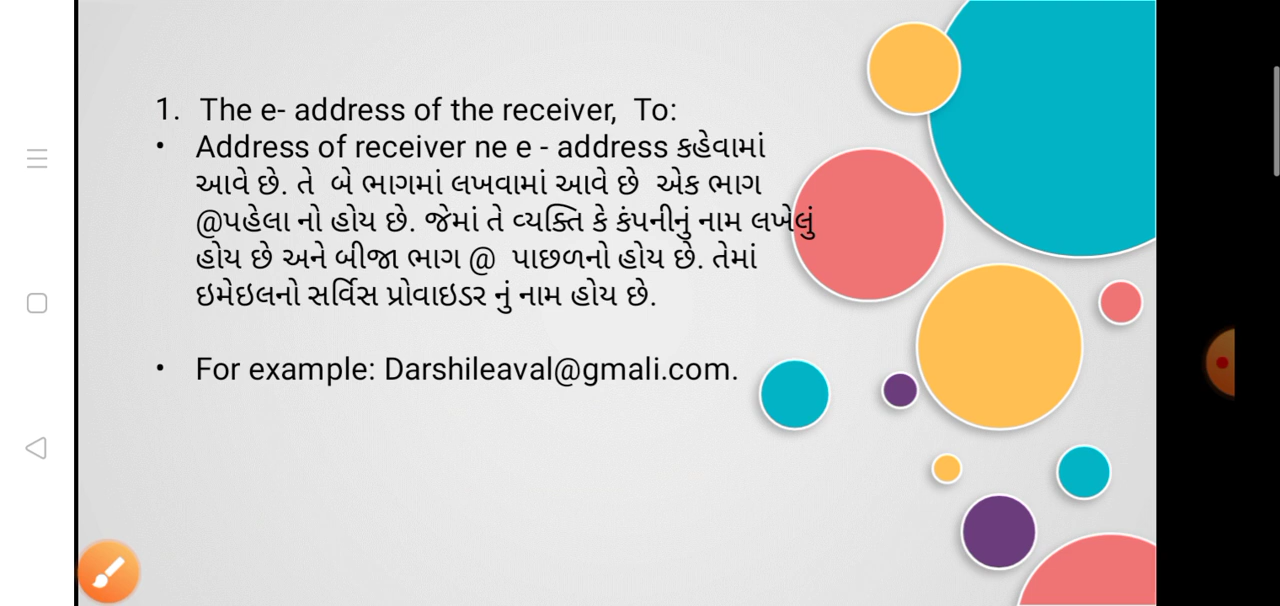 1. The e- address of the receiver, To:
• Address of receiver ne e - address કહેવામાં
આવે છે. તે બે ભાગમાં લખવામાં આવે છે એક ભાગ
@પહેલા નો હોય છે. જેમાં તે વ્યક્તિ કે કંપનીનું નામ લખેલું
હોય છે અને બીજા ભાગ @ પાછળનો હોય છે. તેમાં
ઇમેઇલનો સર્વિસ પ્રોવાઇડર નું નામ હોય છે.
• For example: Darshileaval@gmali.com.